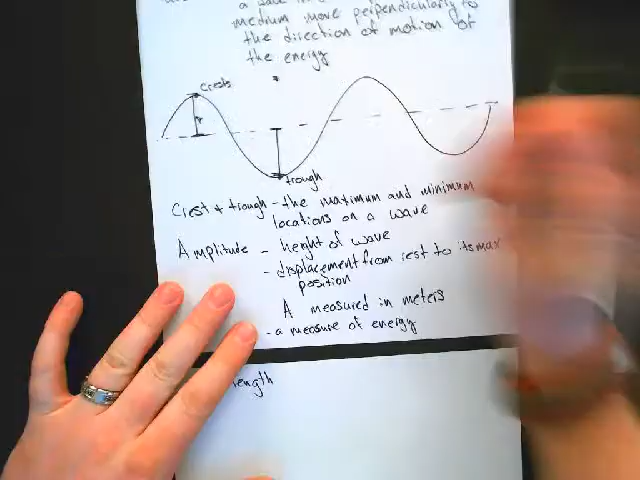 medium move perpendicularly to
the direction of motion of
the energy
Crests
trough
Crest + trough - the maximum and minimum
locations on a wave
Amplitude - height of wave
- displacement from rest to its max
position
A measured in meters
- a measure of energy
length